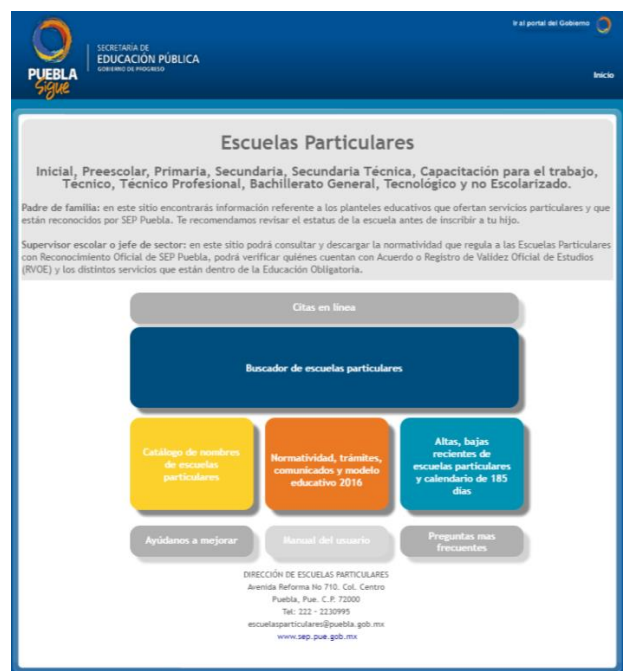 Ir al portal del Gobierno
SECRETARÍA DE
EDUCACIÓN PÚBLICA
GOBIERNO DE PROGRESO
PUEBLA
Sigue
Inicio
Escuelas Particulares
Inicial, Preescolar, Primaria, Secundaria, Secundaria Técnica, Capacitación para el trabajo,
Técnico, Técnico Profesional, Bachillerato General, Tecnológico y no Escolarizado.
Padre de familia: en este sitio encontrarás información referente a los planteles educativos que ofertan servicios particulares y que
están reconocidos por SEP Puebla. Te recomendamos revisar el estatus de la escuela antes de inscribir a tu hijo.
Supervisor escolar o jefe de sector: en este sitio podrá consultar y descargar la normatividad que regula a las Escuelas Particulares
con Reconocimiento Oficial de SEP Puebla, podrá verificar quiénes cuentan con Acuerdo o Registro de Validez Oficial de Estudios
(RVOE) y los distintos servicios que están dentro de la Educación Obligatoria.
Citas en línea
Buscador de escuelas particulares
Catálogo de nombres
de escuelas
particulares
Normatividad, trámites,
comunicados y modelo
educativo 2016
Altas, bajas
recientes de
escuelas particulares
y calendario de 185
días
Ayúdanos a mejorar
Manual del usuario
Preguntas mas
frecuentes
DIRECCIÓN DE ESCUELAS PARTICULARES
Avenida Reforma No 710, Col. Centro
Puebla, Pue. C.P. 72000
Tel: 222 - 2230995
escuelasparticulares@puebla.gob.mx
www.sep.pue.gob.mx